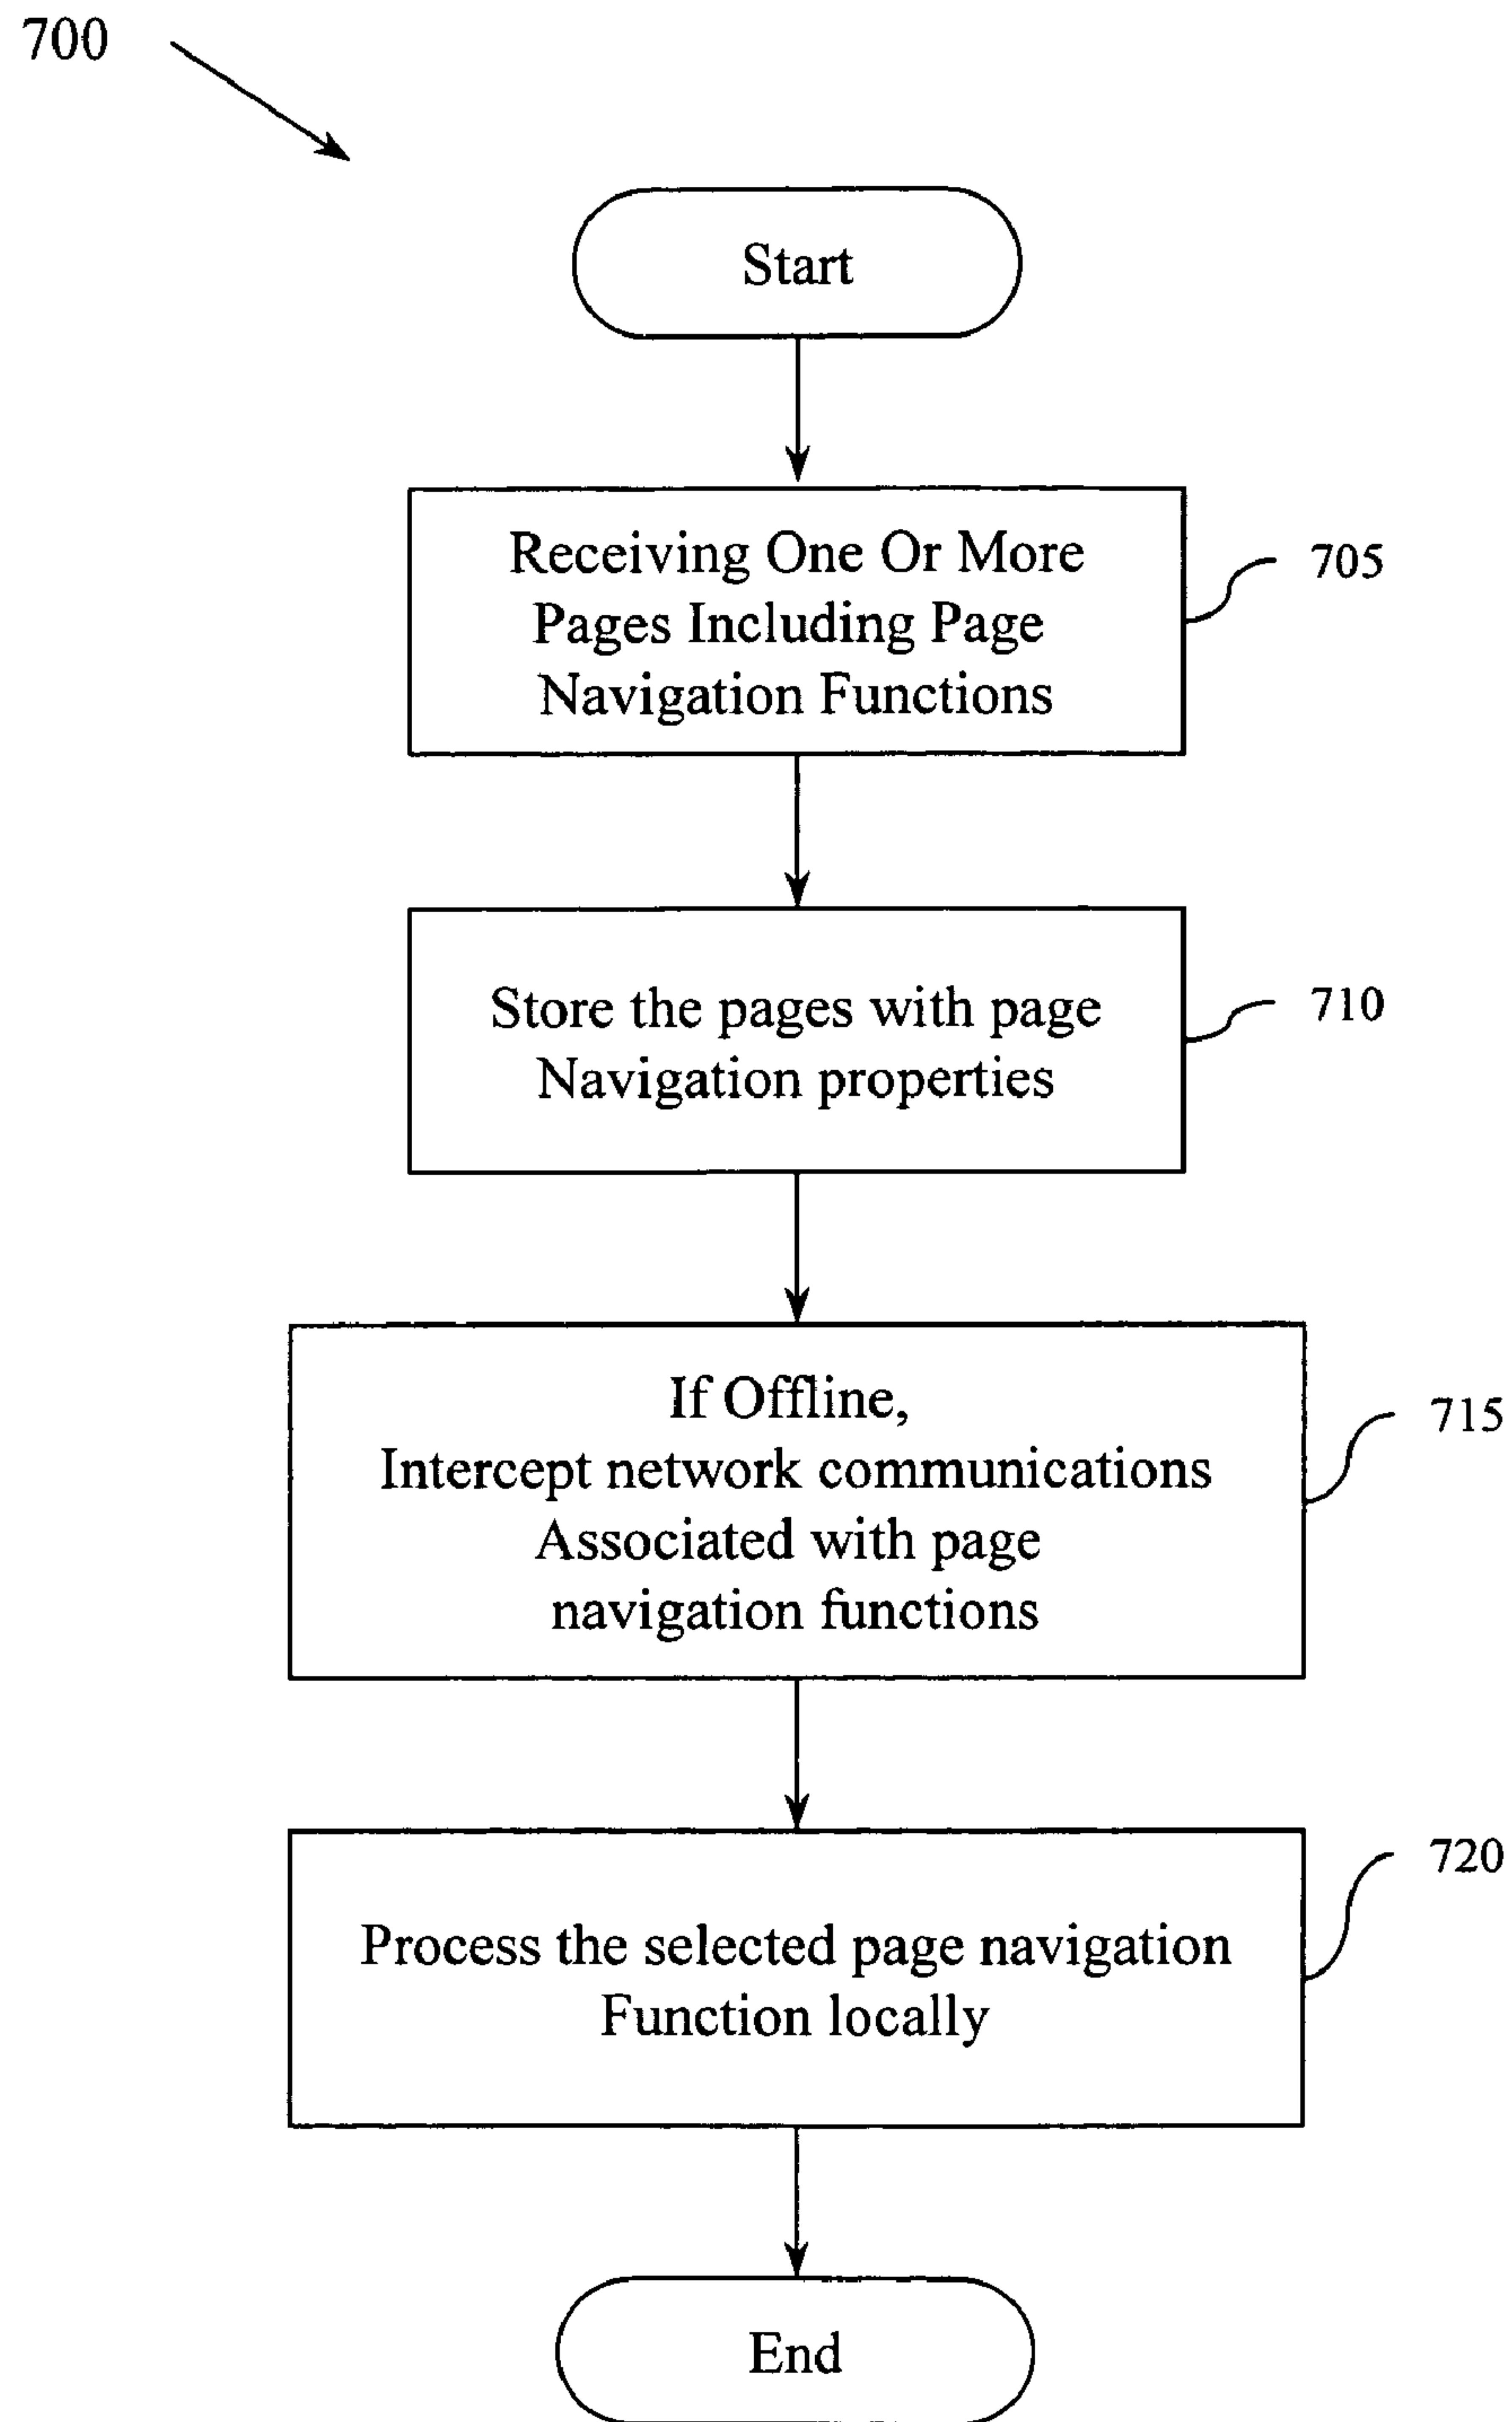 700
Start
Receiving One Or More
Pages Including Page
Navigation Functions
705
Store the pages with page
Navigation properties
710
If Offline,
Intercept network communications
Associated with page
navigation functions
715
Process the selected page navigation
Function locally
720
End